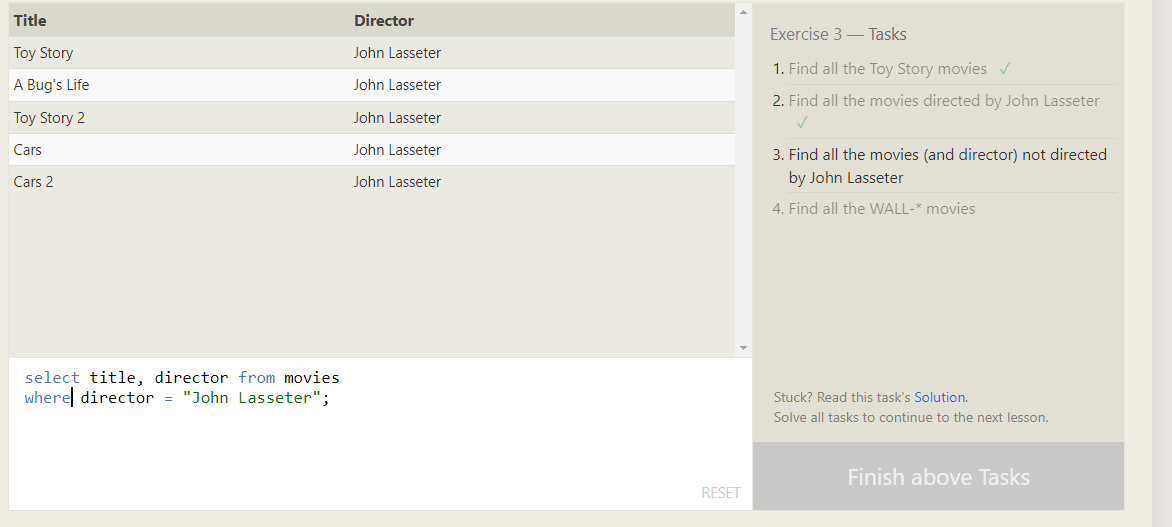 Title Director
Toy Story John Lasseter
A Bug's Life John Lasseter
Toy Story 2 John Lasseter
Cars John Lasseter
Cars 2 John Lasseter
select title, director from movies
where director = "John Lasseter";
RESET
Exercise 3 — Tasks
1. Find all the Toy Story movies ✓
2. Find all the movies directed by John Lasseter
✓
3. Find all the movies (and director) not directed
by John Lasseter
4. Find all the WALL-* movies
Stuck? Read this task's Solution.
Solve all tasks to continue to the next lesson.
Finish above Tasks